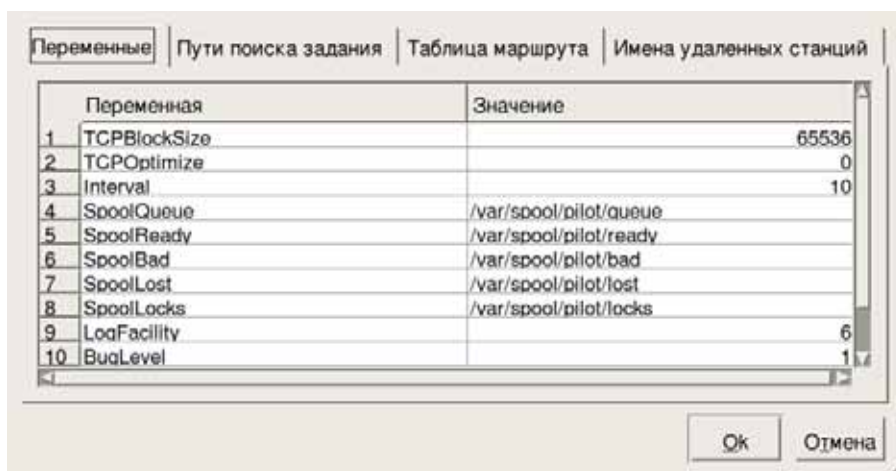 Переменные Пути поиска задания Таблица маршрута Имена удаленных станций
Переменная Значение
1 TCPBlockSize 65536
2 TCPOptimize 0
3 Interval 10
4 SpoolQueue /var/spool/pilot/queue
5 SpoolReady /var/spool/pilot/ready
6 SpoolBad /var/spool/pilot/bad
7 SpoolLost /var/spool/pilot/lost
8 SpoolLocks /var/spool/pilot/locks
9 LogFacility 6
10 BugLevel 1
Ok Отмена